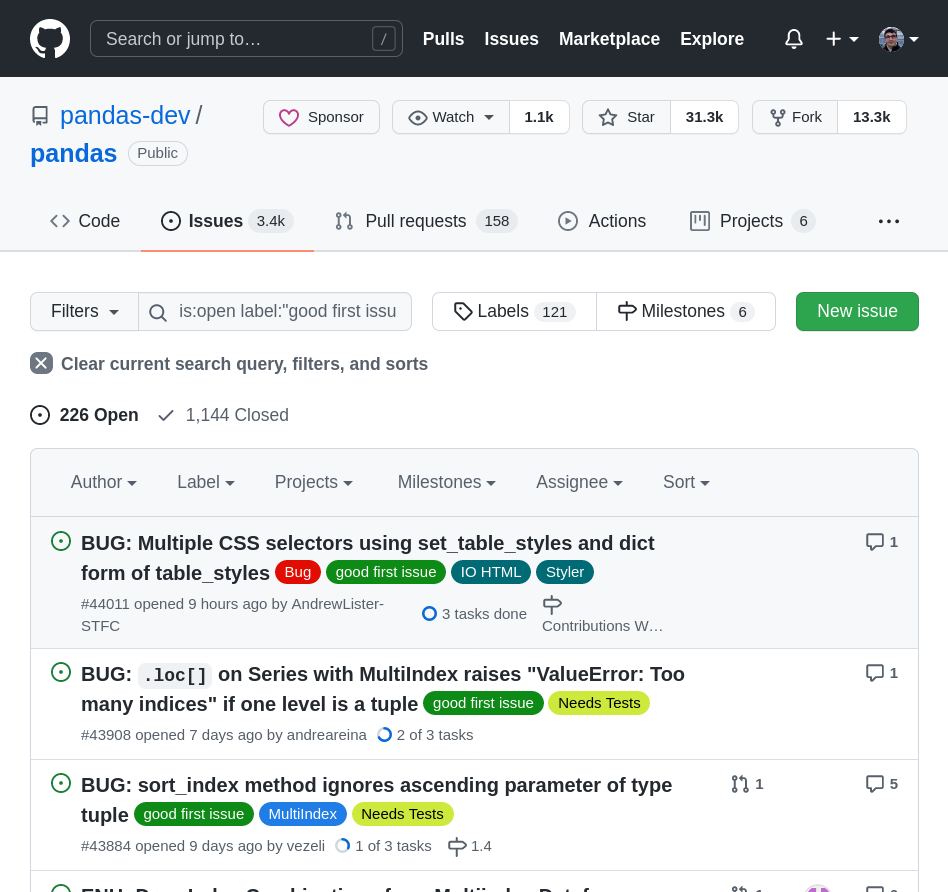 Search or jump to… / Pulls Issues Marketplace Explore
pandas-dev / Sponsor Watch 1.1k Star 31.3k Fork 13.3k
pandas Public
Code Issues 3.4k Pull requests 158 Actions Projects 6
Filters is:open label:"good first issu Labels 121 Milestones 6 New issue
Clear current search query, filters, and sorts
226 Open 1,144 Closed
Author Label Projects Milestones Assignee Sort
BUG: Multiple CSS selectors using set_table_styles and dict 1
form of table_styles Bug good first issue IO HTML Styler
#44011 opened 9 hours ago by AndrewLister-
STFC 3 tasks done Contributions W…
BUG: .loc[] on Series with MultiIndex raises "ValueError: Too 1
many indices" if one level is a tuple good first issue Needs Tests
#43908 opened 7 days ago by andreareina 2 of 3 tasks
BUG: sort_index method ignores ascending parameter of type 1 5
tuple good first issue MultiIndex Needs Tests
#43884 opened 9 days ago by vezeli 1 of 3 tasks 1.4